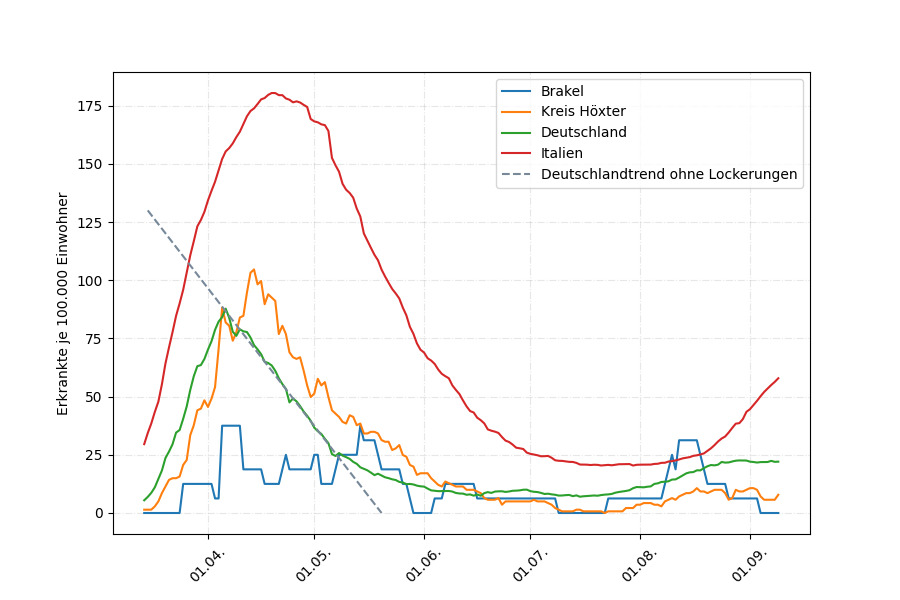 Erkrankte je 100.000 Einwohner
175
150
125
100
75
50
25
0
Brakel
Kreis Höxter
Deutschland
Italien
Deutschlandtrend ohne Lockerungen
01.04.
01.05.
01.06.
01.07.
01.08.
01.09.